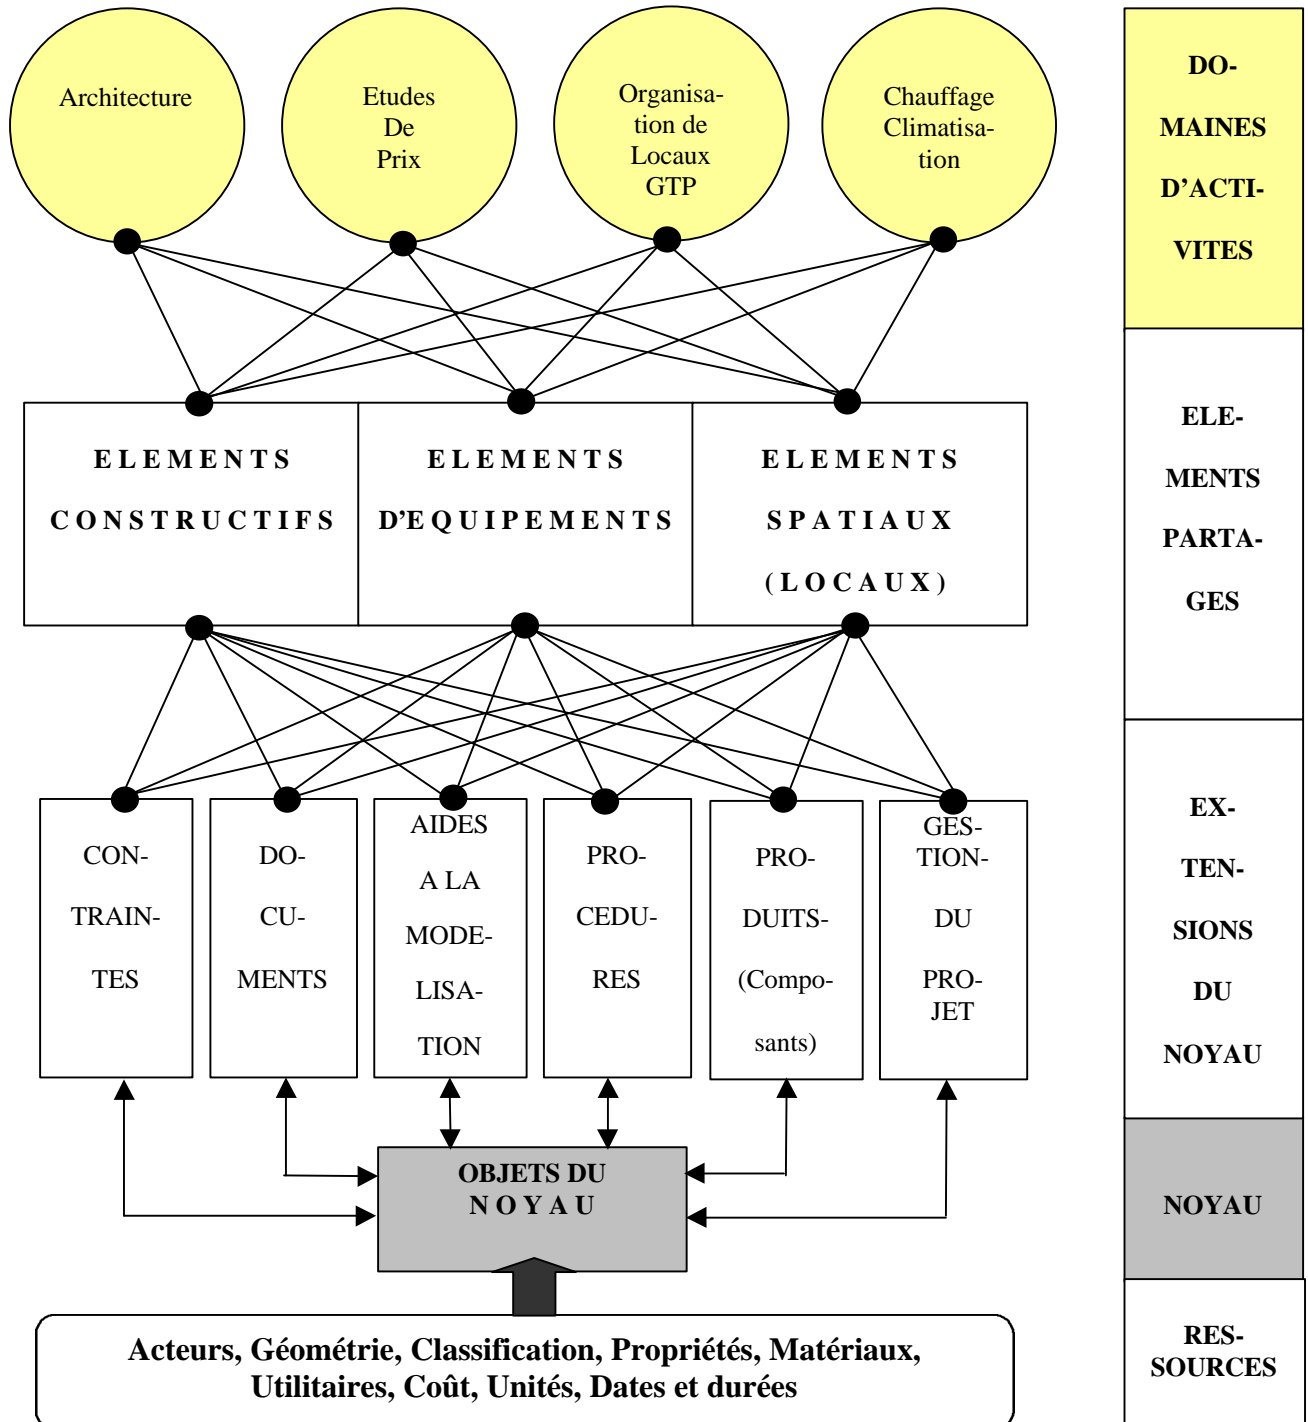 Architecture
Etudes
De
Prix
Organisa-
tion de
Locaux
GTP
Chauffage
Climatisa-
tion
DO-
MAINES
D'ACTI-
VITES
E L E M E N T S
C O N S T R U C T I F S
E L E M E N T S
D'E Q U I P E M E N T S
E L E M E N T S
S P A T I A U X
( L O C A U X )
ELE-
MENTS
PARTA-
GES
CON-
TRAIN-
TES
DO-
CU-
MENTS
AIDES
A LA
MODE-
LISA-
TION
PRO-
CEDU-
RES
PRO-
DUITS-
(Compo-
sants)
GES-
TION-
DU
PRO-
JET
EX-
TEN-
SIONS
DU
NOYAU
OBJETS DU
N O Y A U
NOYAU
Acteurs, Géométrie, Classification, Propriétés, Matériaux,
Utilitaires, Coût, Unités, Dates et durées
RES-
SOURCES